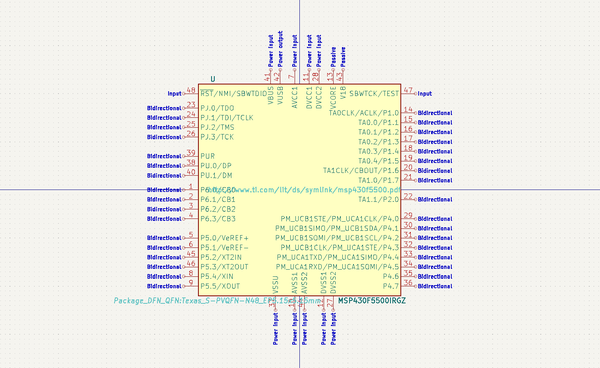 U
41 Power Input
42 Power output
7 Power Input
11 Power Input
28 Power Input
13 Passive
43 Passive
VBUS
VUSB
AVCC1
DVCC1
DVCC2
VCORE
V18
Input 48 RST/NMI/SBWTDIO
SBWTCK/TEST 47 Input
Bidirectional 23 PJ.0/TDO
Bidirectional 24 PJ.1/TDI/TCLK
Bidirectional 25 PJ.2/TMS
Bidirectional 26 PJ.3/TCK
Bidirectional 39 PUR
Bidirectional 38 PU.0/DP
Bidirectional 40 PU.1/DM
Bidirectional 1 P6.0/CB0
Bidirectional 2 P6.1/CB1
Bidirectional 3 P6.2/CB2
Bidirectional 4 P6.3/CB3
Bidirectional 5 P5.0/VeREF+
Bidirectional 6 P5.1/VeREF-
Bidirectional 45 P5.2/XT2IN
Bidirectional 46 P5.3/XT2OUT
Bidirectional 8 P5.4/XIN
Bidirectional 9 P5.5/XOUT
TA0CLK/ACLK/P1.0 14 Bidirectional
TA0.0/P1.1 15 Bidirectional
TA0.1/P1.2 16 Bidirectional
TA0.2/P1.3 17 Bidirectional
TA0.3/P1.4 18 Bidirectional
TA0.4/P1.5 19 Bidirectional
TA1CLK/CBOUT/P1.6 20 Bidirectional
TA1.0/P1.7 21 Bidirectional
www.ti.com/lit/ds/symlink/msp430f5500.pdf
TA1.1/P2.0 22 Bidirectional
PM_UCB1STE/PM_UCA1CLK/P4.0 29 Bidirectional
PM_UCB1SIMO/PM_UCB1SDA/P4.1 30 Bidirectional
PM_UCB1SOMI/PM_UCB1SCL/P4.2 31 Bidirectional
PM_UCB1CLK/PM_UCA1STE/P4.3 32 Bidirectional
PM_UCA1TXD/PM_UCA1SIMO/P4.4 33 Bidirectional
PM_UCA1RXD/PM_UCA1SOMI/P4.5 34 Bidirectional
P4.6 35 Bidirectional
P4.7 36 Bidirectional
VSSU
AVSS1
AVSS2
DVSS1
DVSS2
Package_DFN_QFN:Texas_S-PVQFN-N48
MSP430F5500IRGZ
Power Input
Power Input
Power Input
Power Input
27 Power Input